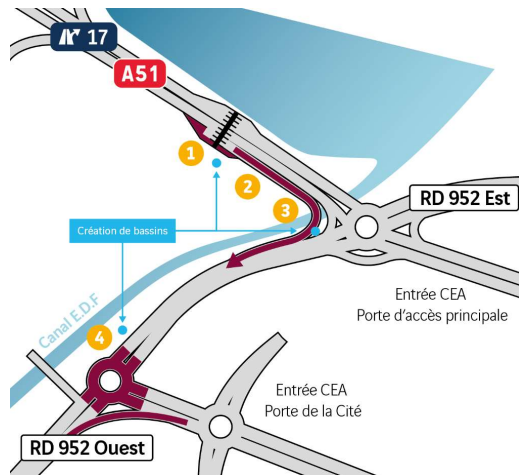 17
A51
1
2
3
RD 952 Est
Création de bassins
Entrée CEA
Porte d'accès principale
Canal E.D.F
4
Entrée CEA
Porte de la Cité
RD 952 Ouest